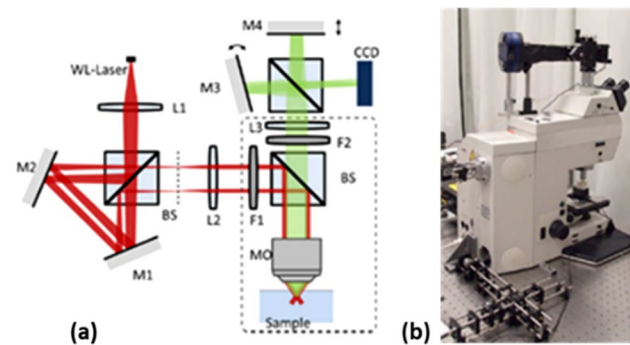 M4
CCD
WL-Laser
M3
L1
L3
F2
M2
BS
BS
L2
F1
MO
M1
Sample
(a)
(b)